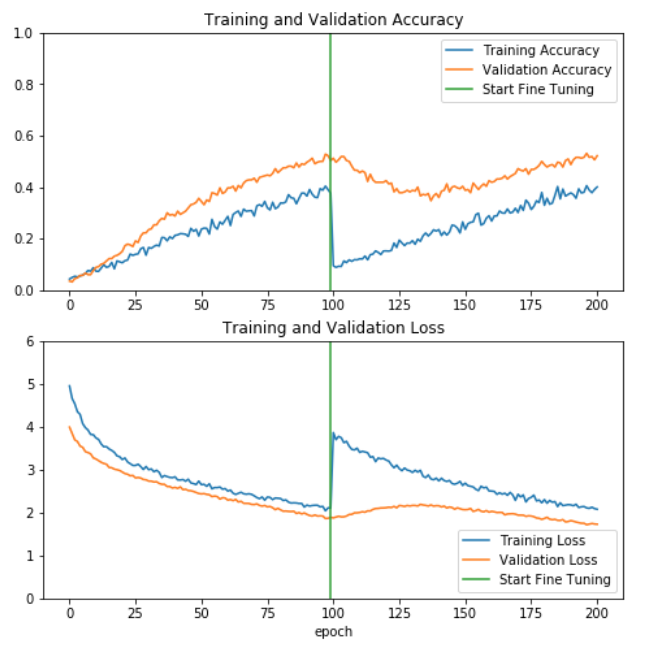 Training and Validation Accuracy
1.0
0.8
0.6
0.4
0.2
0.0
Training Accuracy
Validation Accuracy
Start Fine Tuning
0 25 50 75 100 125 150 175 200
Training and Validation Loss
6
5
4
3
2
1
0
Training Loss
Validation Loss
Start Fine Tuning
0 25 50 75 100 125 150 175 200
epoch